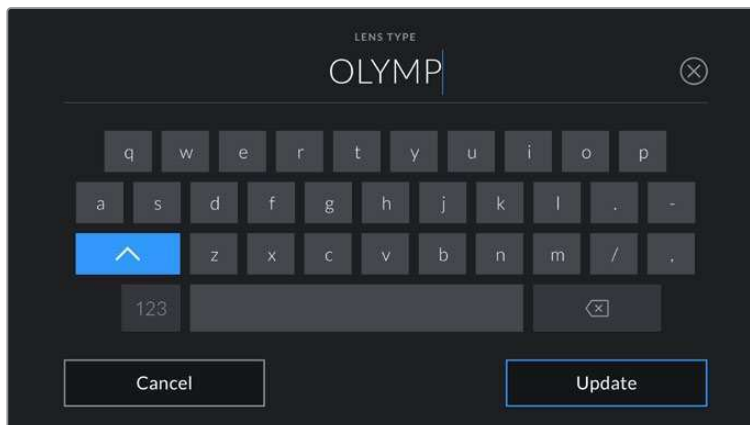 LENS TYPE
OLYMP
q w e r t y u i o p
a s d f g h j k l . -
z x c v b n m / ,
123
Cancel Update